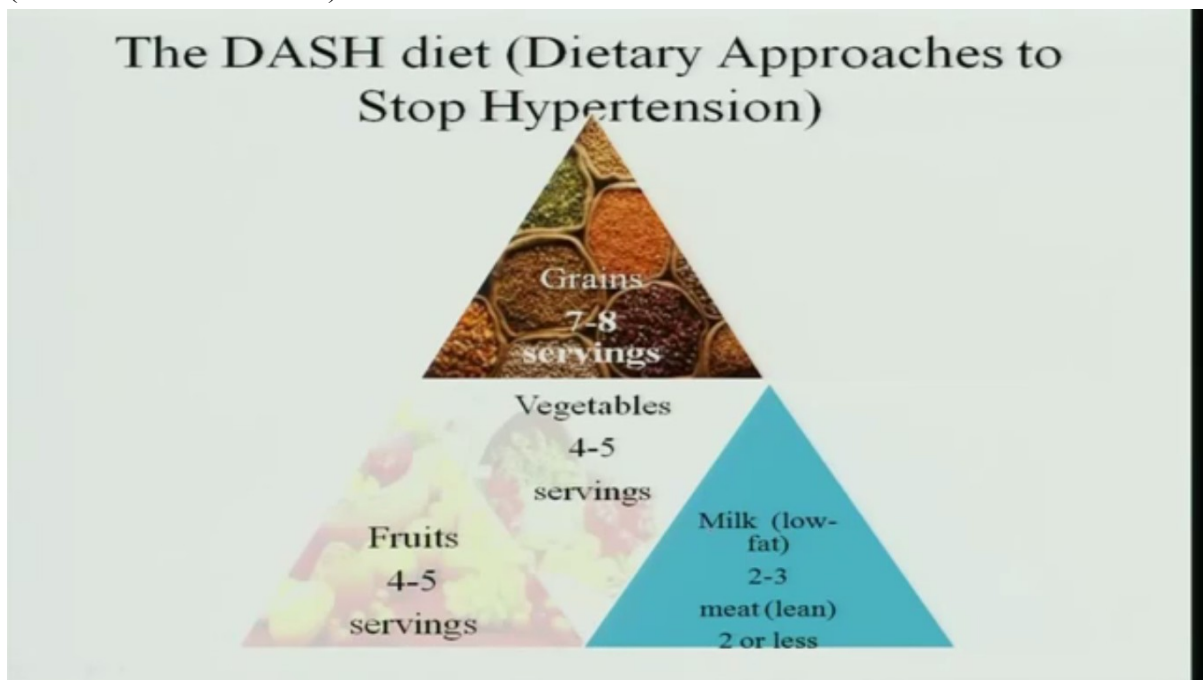 The DASH diet (Dietary Approaches to
Stop Hypertension)
Grains
7-8
servings
Vegetables
4-5
servings
Fruits
4-5
servings
Milk (low-
fat)
2-3
meat (lean)
2 or less